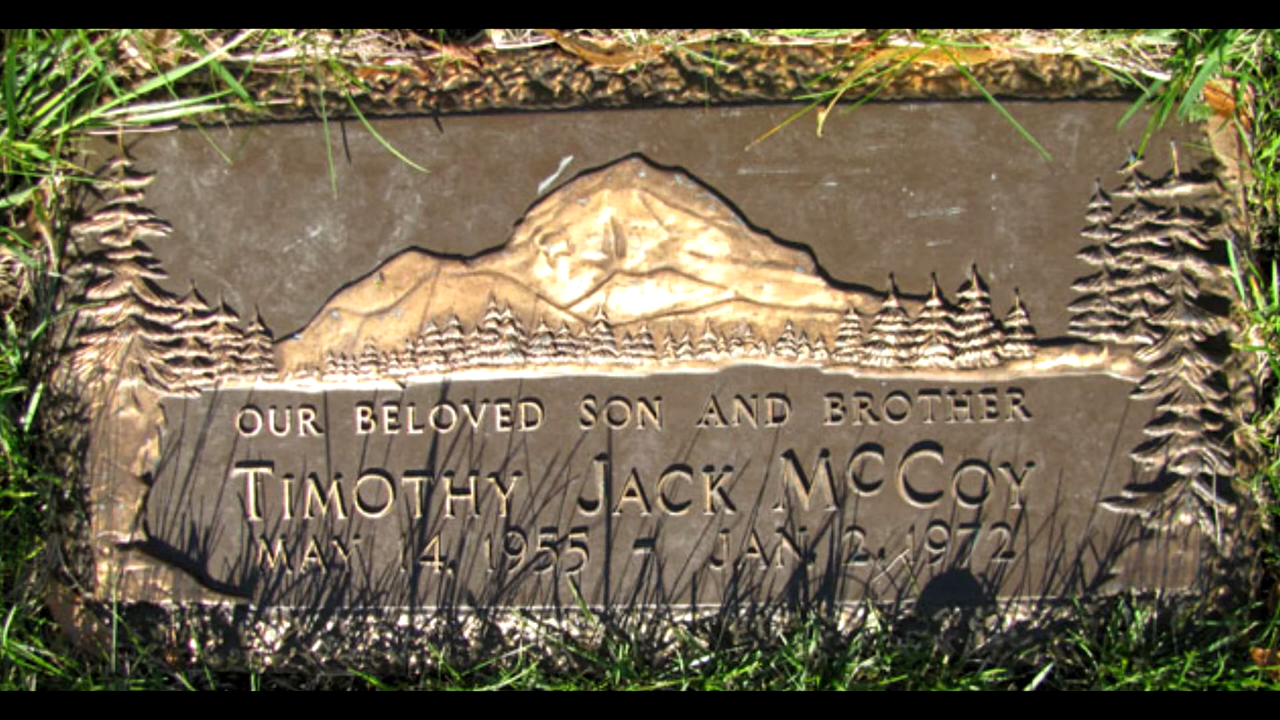 OUR BELOVED SON AND BROTHER
TIMOTHY JACK McCOY
MAY 14, 1955 - JAN. 2, 1972